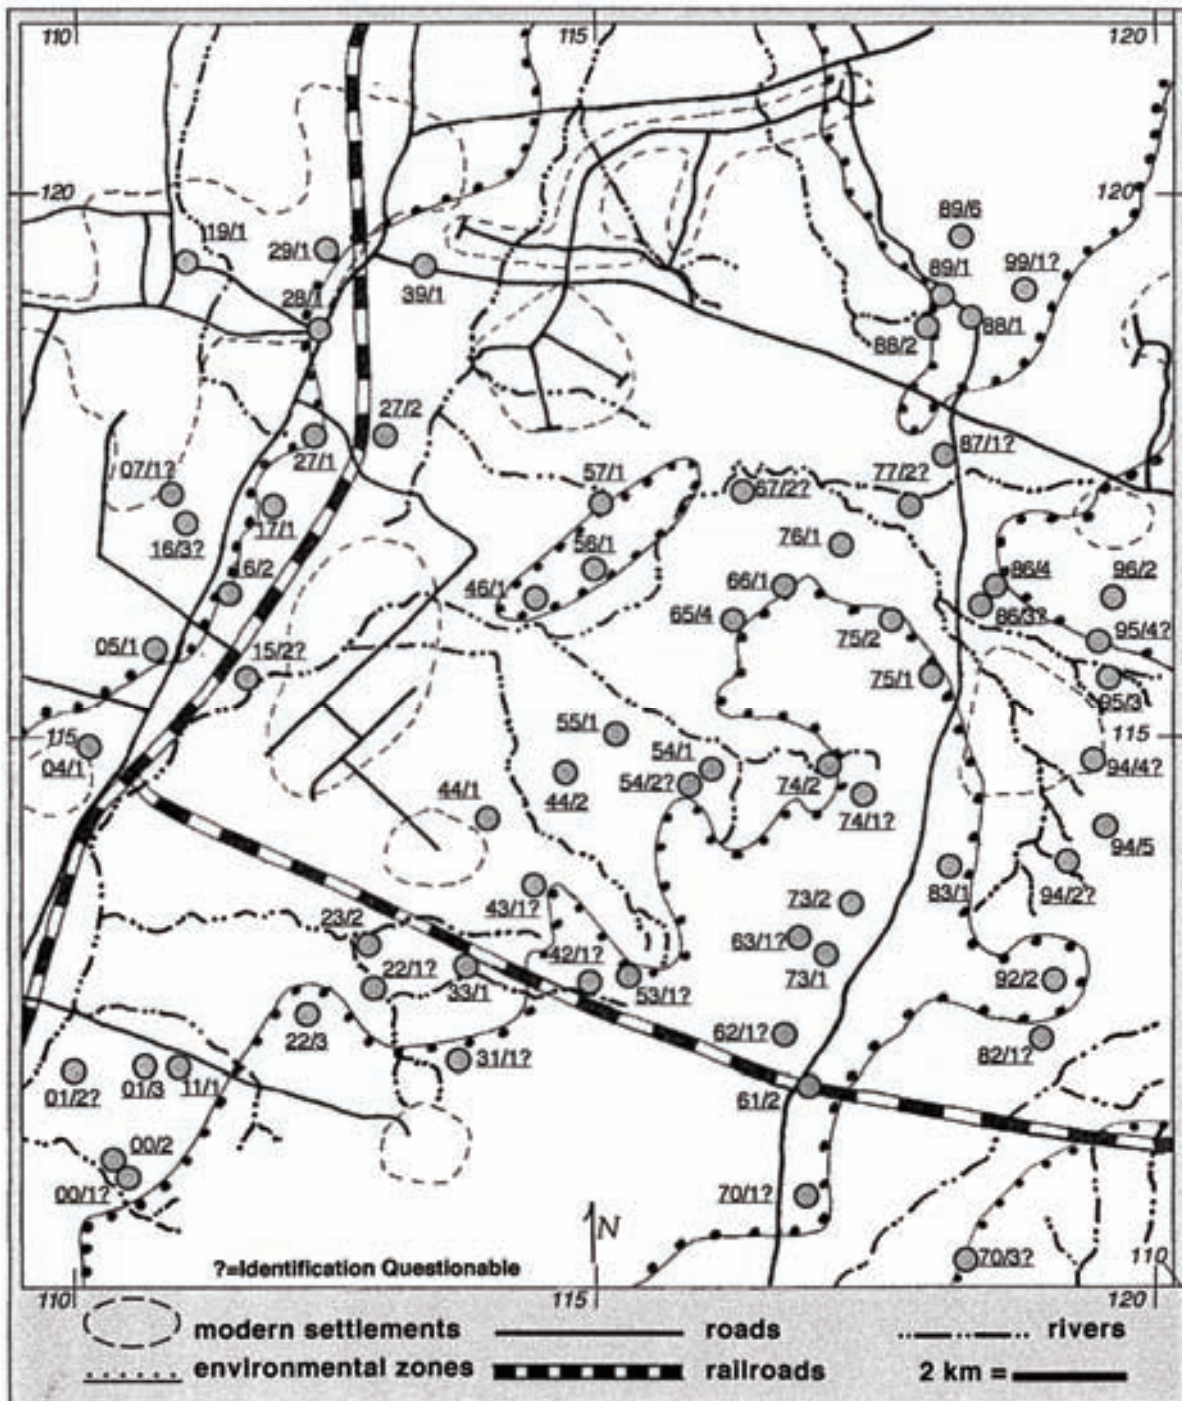 110 115 120
120 120
89/6
119/1 29/1 89/1 99/1?
28/1 39/1 88/1
88/2
27/2
27/1 87/1?
07/1? 57/1 67/2? 77/2?
17/1
16/3? 56/1 76/1
16/2 46/1 66/1 86/4 96/2
65/4 86/3?
05/1 15/2? 75/2 95/4?
75/1 95/3
55/1
115 54/1 115
04/1 44/2 54/2? 74/2 94/4?
44/1 74/1?
94/5
43/1? 83/1 94/2?
23/2 73/2
42/1? 63/1?
22/1? 33/1 53/1? 73/1 92/2
22/3 62/1?
31/1? 82/1?
01/2? 01/3 11/1 61/2
00/2
00/1? 70/1?
N
?=Identification Questionable 70/3? 110
110 115 120
modern settlements roads rivers
environmental zones railroads 2 km =